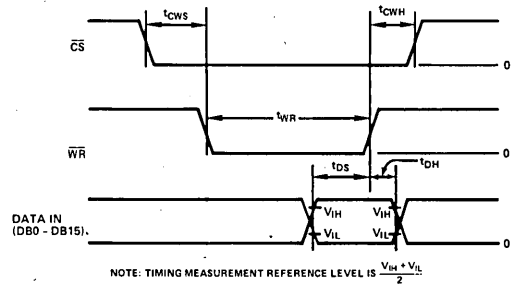 tCWS
tCWH
CS
0
tWR
WR
0
tDS
tDH
DATA IN
(DB0 – DB15)
VIH
VIH
VIL
VIL
0
NOTE: TIMING MEASUREMENT REFERENCE LEVEL IS VIH + VIL
2